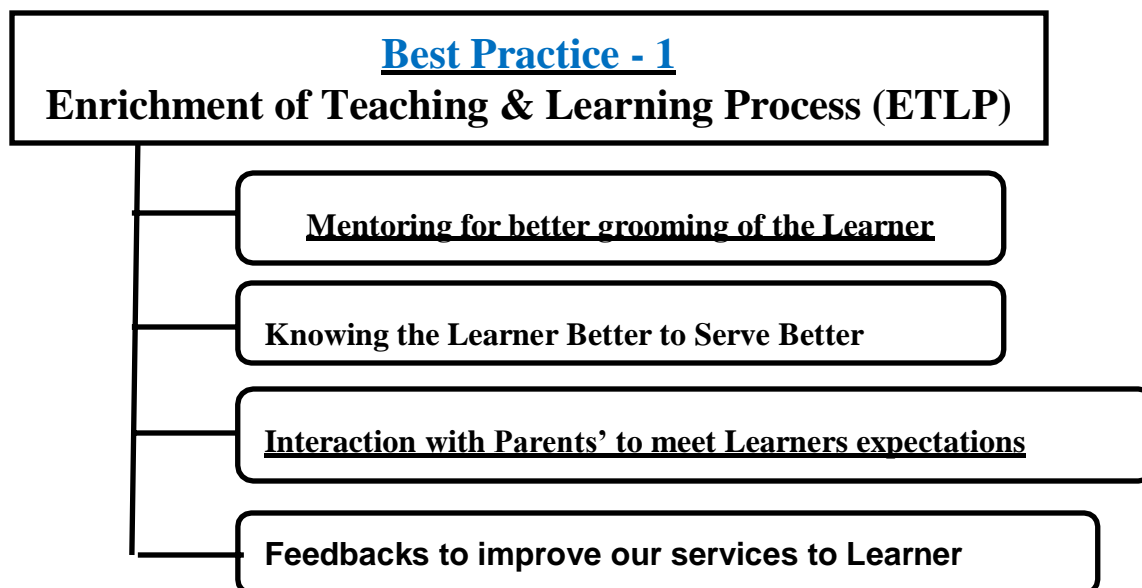 Best Practice - 1
Enrichment of Teaching & Learning Process (ETLP)
Mentoring for better grooming of the Learner
Knowing the Learner Better to Serve Better
Interaction with Parents’ to meet Learners expectations
Feedbacks to improve our services to Learner